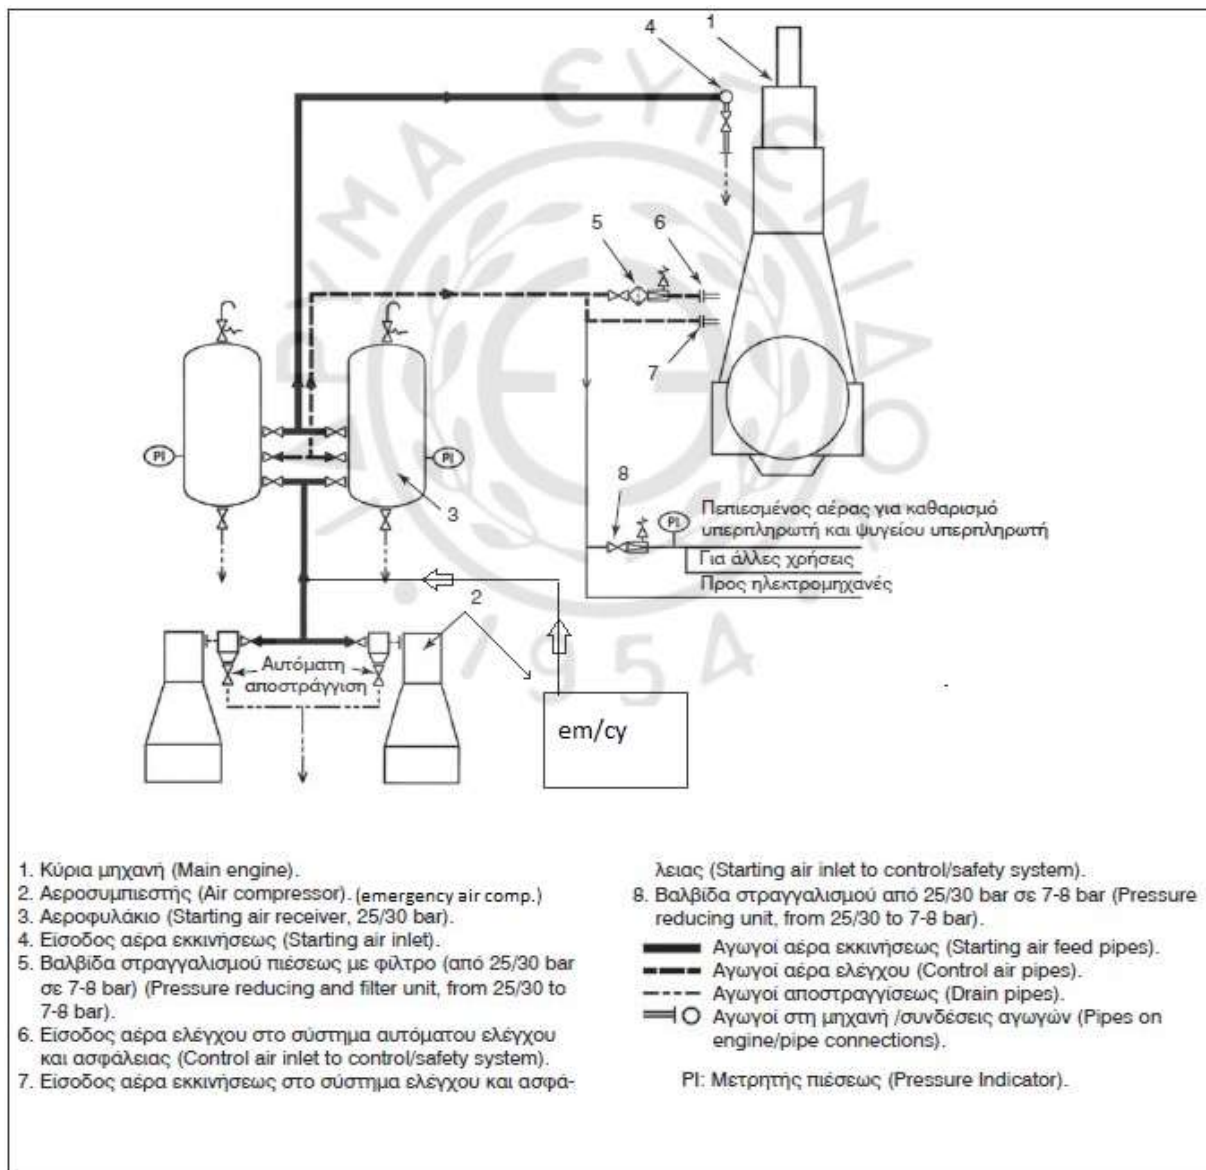 4
1
5
6
7
PI
PI
3
8
PI
Πεπιεσμένος αέρας για καθαρισμό
υπερπληρωτή και ψυγείου υπερπληρωτή
Για άλλες χρήσεις
Προς ηλεκτρομηχανές
2
Αυτόματη
αποστράγγιση
em/cy
ΙΔΡΥΜΑ ΕΥΓΕΝΙΔΟΥ
1954
1. Κύρια μηχανή (Main engine).
2. Αεροσυμπιεστής (Air compressor). (emergency air comp.)
3. Αεροφυλάκιο (Starting air receiver, 25/30 bar).
4. Είσοδος αέρα εκκινήσεως (Starting air inlet).
5. Βαλβίδα στραγγαλισμού πιέσεως με φίλτρο (από 25/30 bar
σε 7-8 bar) (Pressure reducing and filter unit, from 25/30 to
7-8 bar).
6. Είσοδος αέρα ελέγχου στο σύστημα αυτόματου ελέγχου
και ασφάλειας (Control air inlet to control/safety system).
7. Είσοδος αέρα εκκινήσεως στο σύστημα ελέγχου και ασφά-
λειας (Starting air inlet to control/safety system).
8. Βαλβίδα στραγγαλισμού από 25/30 bar σε 7-8 bar (Pressure
reducing unit, from 25/30 to 7-8 bar).
Αγωγοί αέρα εκκινήσεως (Starting air feed pipes).
Αγωγοί αέρα ελέγχου (Control air pipes).
Αγωγοί αποστραγγίσεως (Drain pipes).
Αγωγοί στη μηχανή /συνδέσεις αγωγών (Pipes on
engine/pipe connections).
PI: Μετρητής πιέσεως (Pressure Indicator).